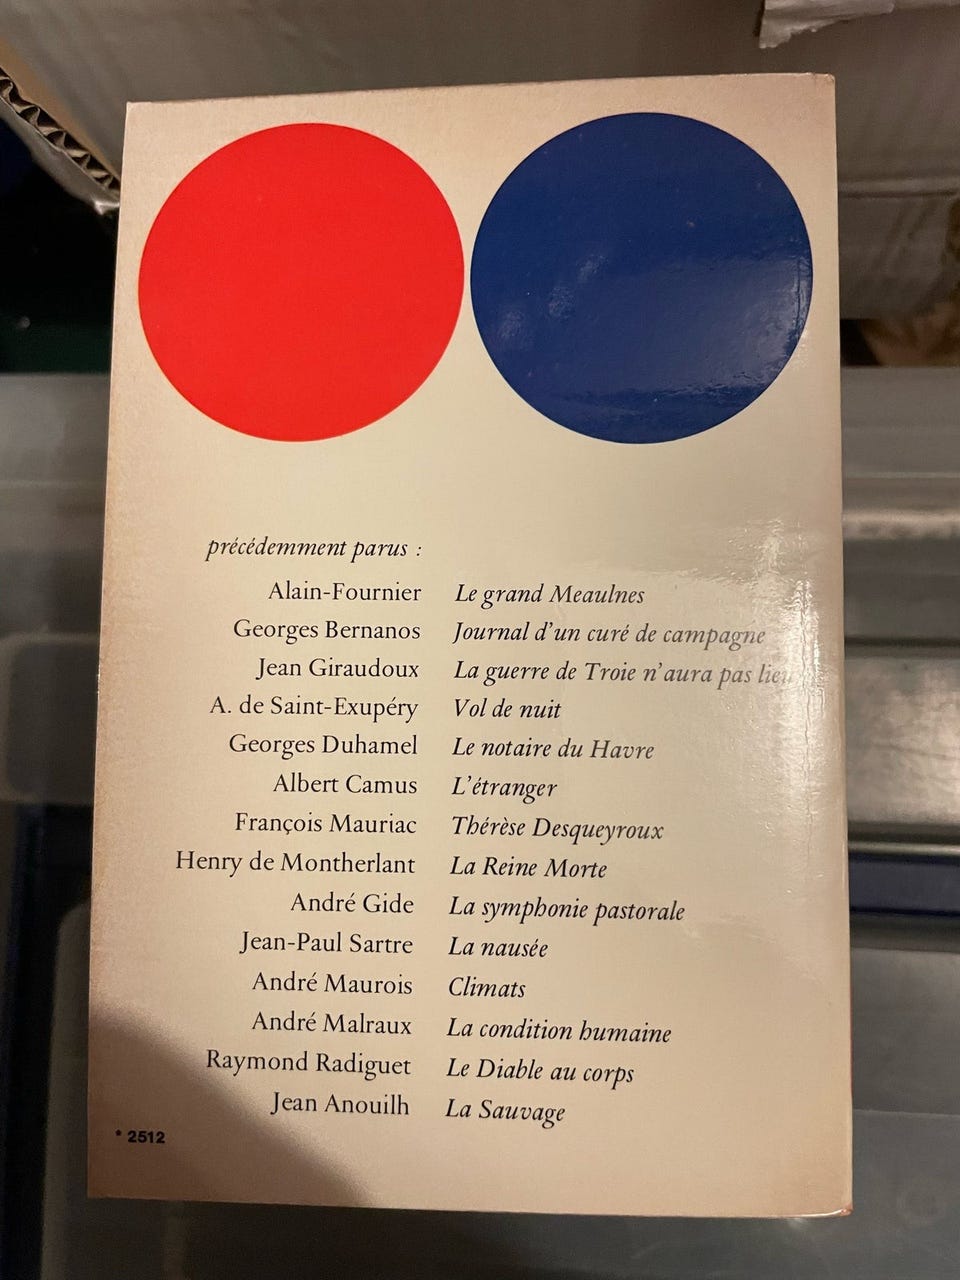 précédemment parus :
Alain-Fournier Le grand Meaulnes
Georges Bernanos Journal d'un curé de campagne
Jean Giraudoux La guerre de Troie n'aura pas lieu
A. de Saint-Exupéry Vol de nuit
Georges Duhamel Le notaire du Havre
Albert Camus L'étranger
François Mauriac Thérèse Desqueyroux
Henry de Montherlant La Reine Morte
André Gide La symphonie pastorale
Jean-Paul Sartre La nausée
André Maurois Climats
André Malraux La condition humaine
Raymond Radiguet Le Diable au corps
Jean Anouilh La Sauvage
* 2512